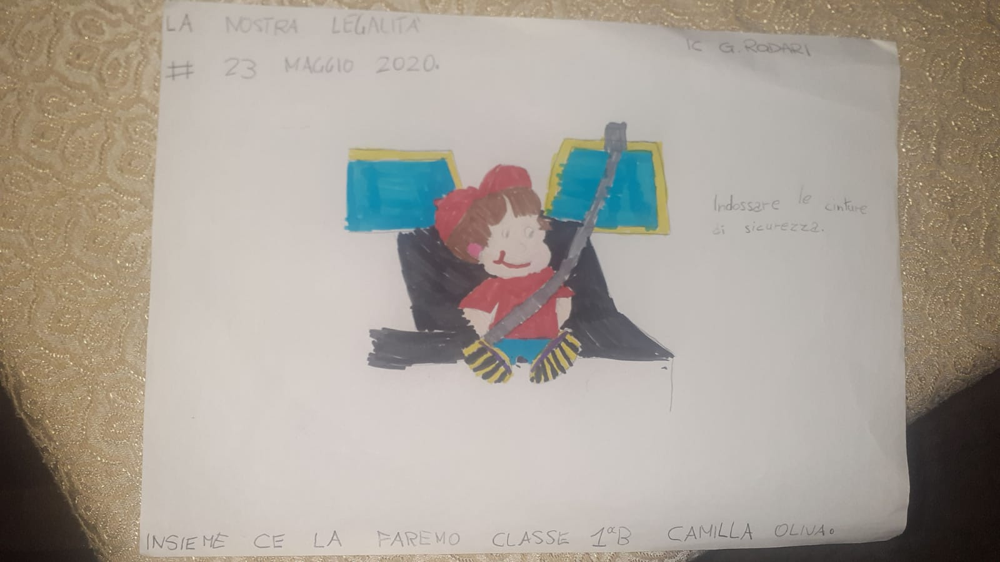 LA NOSTRA LEGALITA'
IC G. RODARI
# 23 MAGGIO 2020.
Indossare le cinture
di sicurezza.
INSIEME CE LA FAREMO CLASSE 1ªB CAMILLA OLIVA.